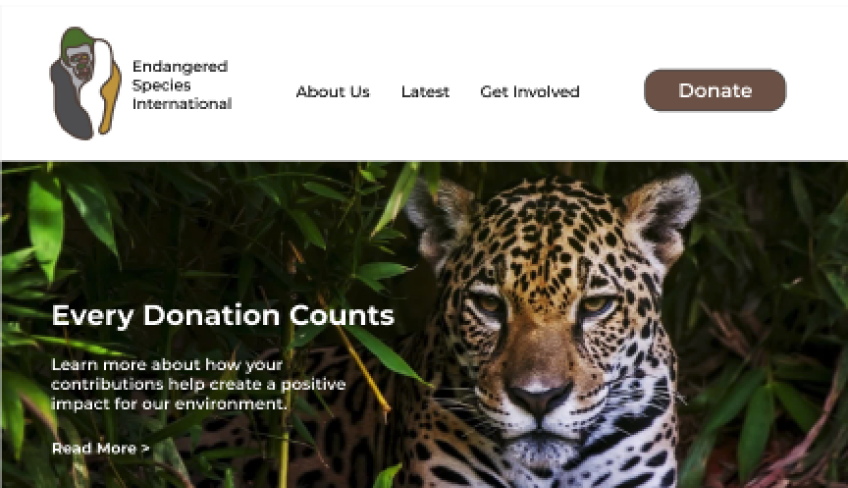 Endangered
Species
International
About Us
Latest
Get Involved
Donate
Every Donation Counts
Learn more about how your
contributions help create a positive
impact for our environment.
Read More >